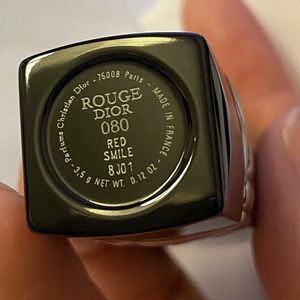 Parfums Christian Dior - 75008 Paris - MADE IN FRANCE -
ROUGE
DIOR
080
RED
SMILE
8J01
3,5 g NET WT. 0.12 OZ -